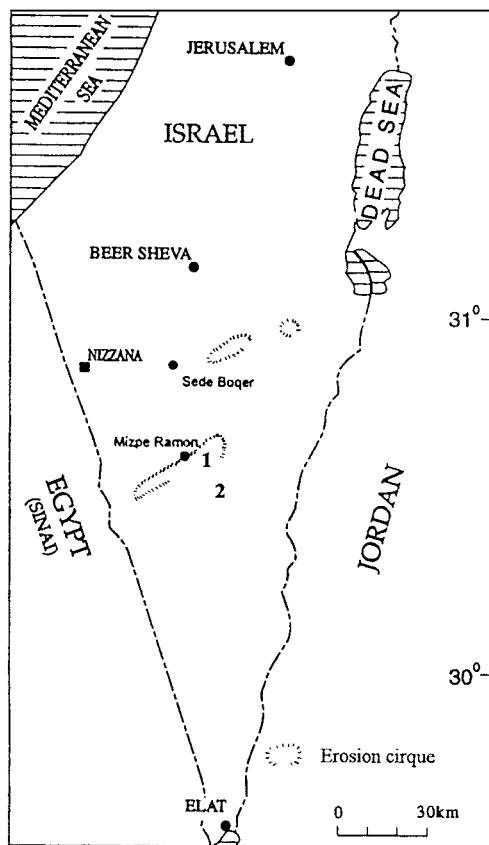 JERUSALEM
MEDITERRANEAN
SEA
ISRAEL
DEAD SEA
BEER SHEVA
31°
NIZZANA
Sede Boqer
Mizpe Ramon
1
2
EGYPT
(SINAI)
JORDAN
30°
Erosion cirque
ELAT
0 30km